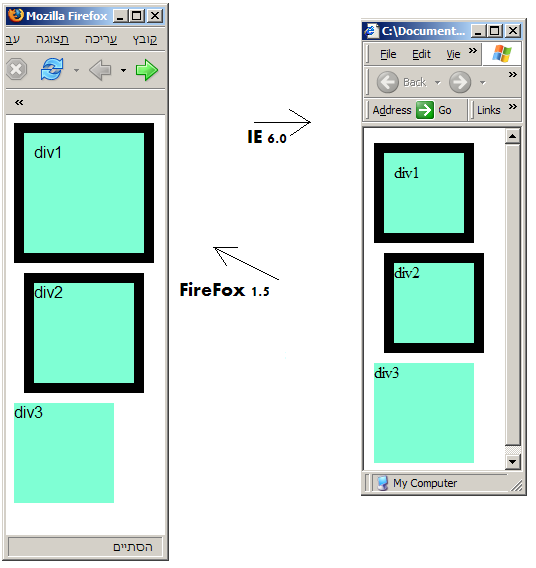 Mozilla Firefox
קובץ עריכה תצוגה עב
«
div1
div2
div3
הסתיים
IE 6.0
FireFox 1.5
C:\Document...
File Edit Vie »
Back »
Address Go Links »
div1
div2
div3
My Computer